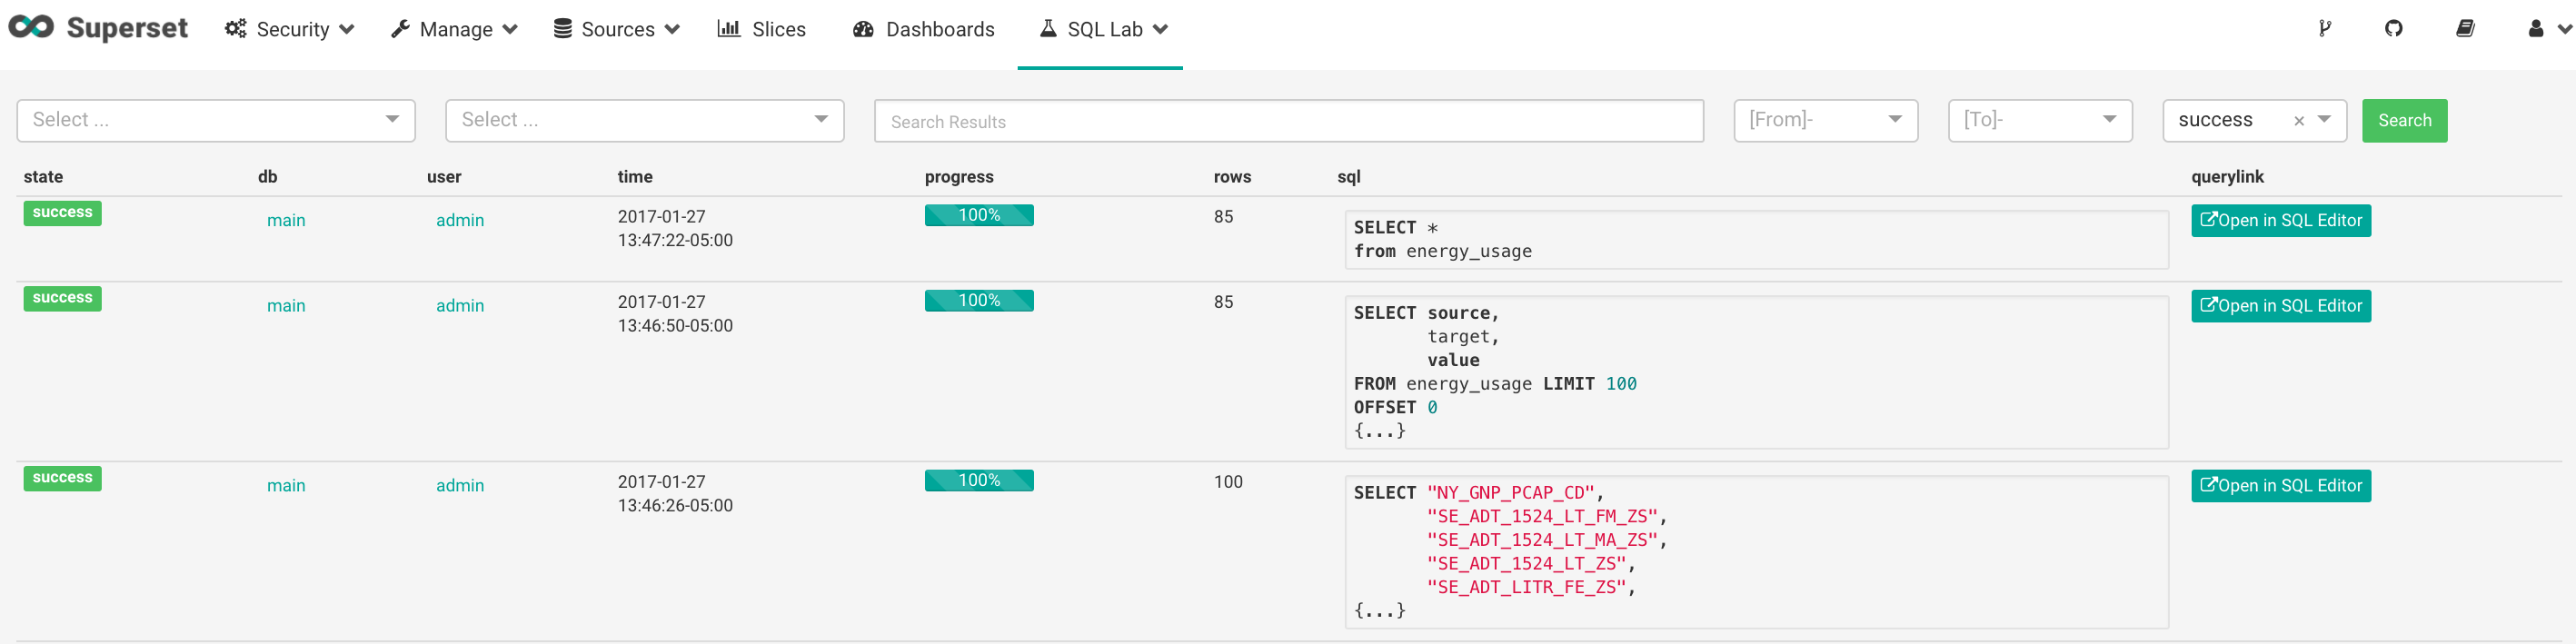 Superset Security Manage Sources Slices Dashboards SQL Lab
Select ... Select ... Search Results [From]- [To]- success × Search
state db user time progress rows sql querylink
success main admin 2017-01-27 13:47:22-05:00 100% 85
SELECT *
from energy_usage
Open in SQL Editor
success main admin 2017-01-27 13:46:50-05:00 100% 85
SELECT source,
target,
value
FROM energy_usage LIMIT 100
OFFSET 0
{...}
Open in SQL Editor
success main admin 2017-01-27 13:46:26-05:00 100% 100
SELECT "NY_GNP_PCAP_CD",
"SE_ADT_1524_LT_FM_ZS",
"SE_ADT_1524_LT_MA_ZS",
"SE_ADT_1524_LT_ZS",
"SE_ADT_LITR_FE_ZS",
{...}
Open in SQL Editor